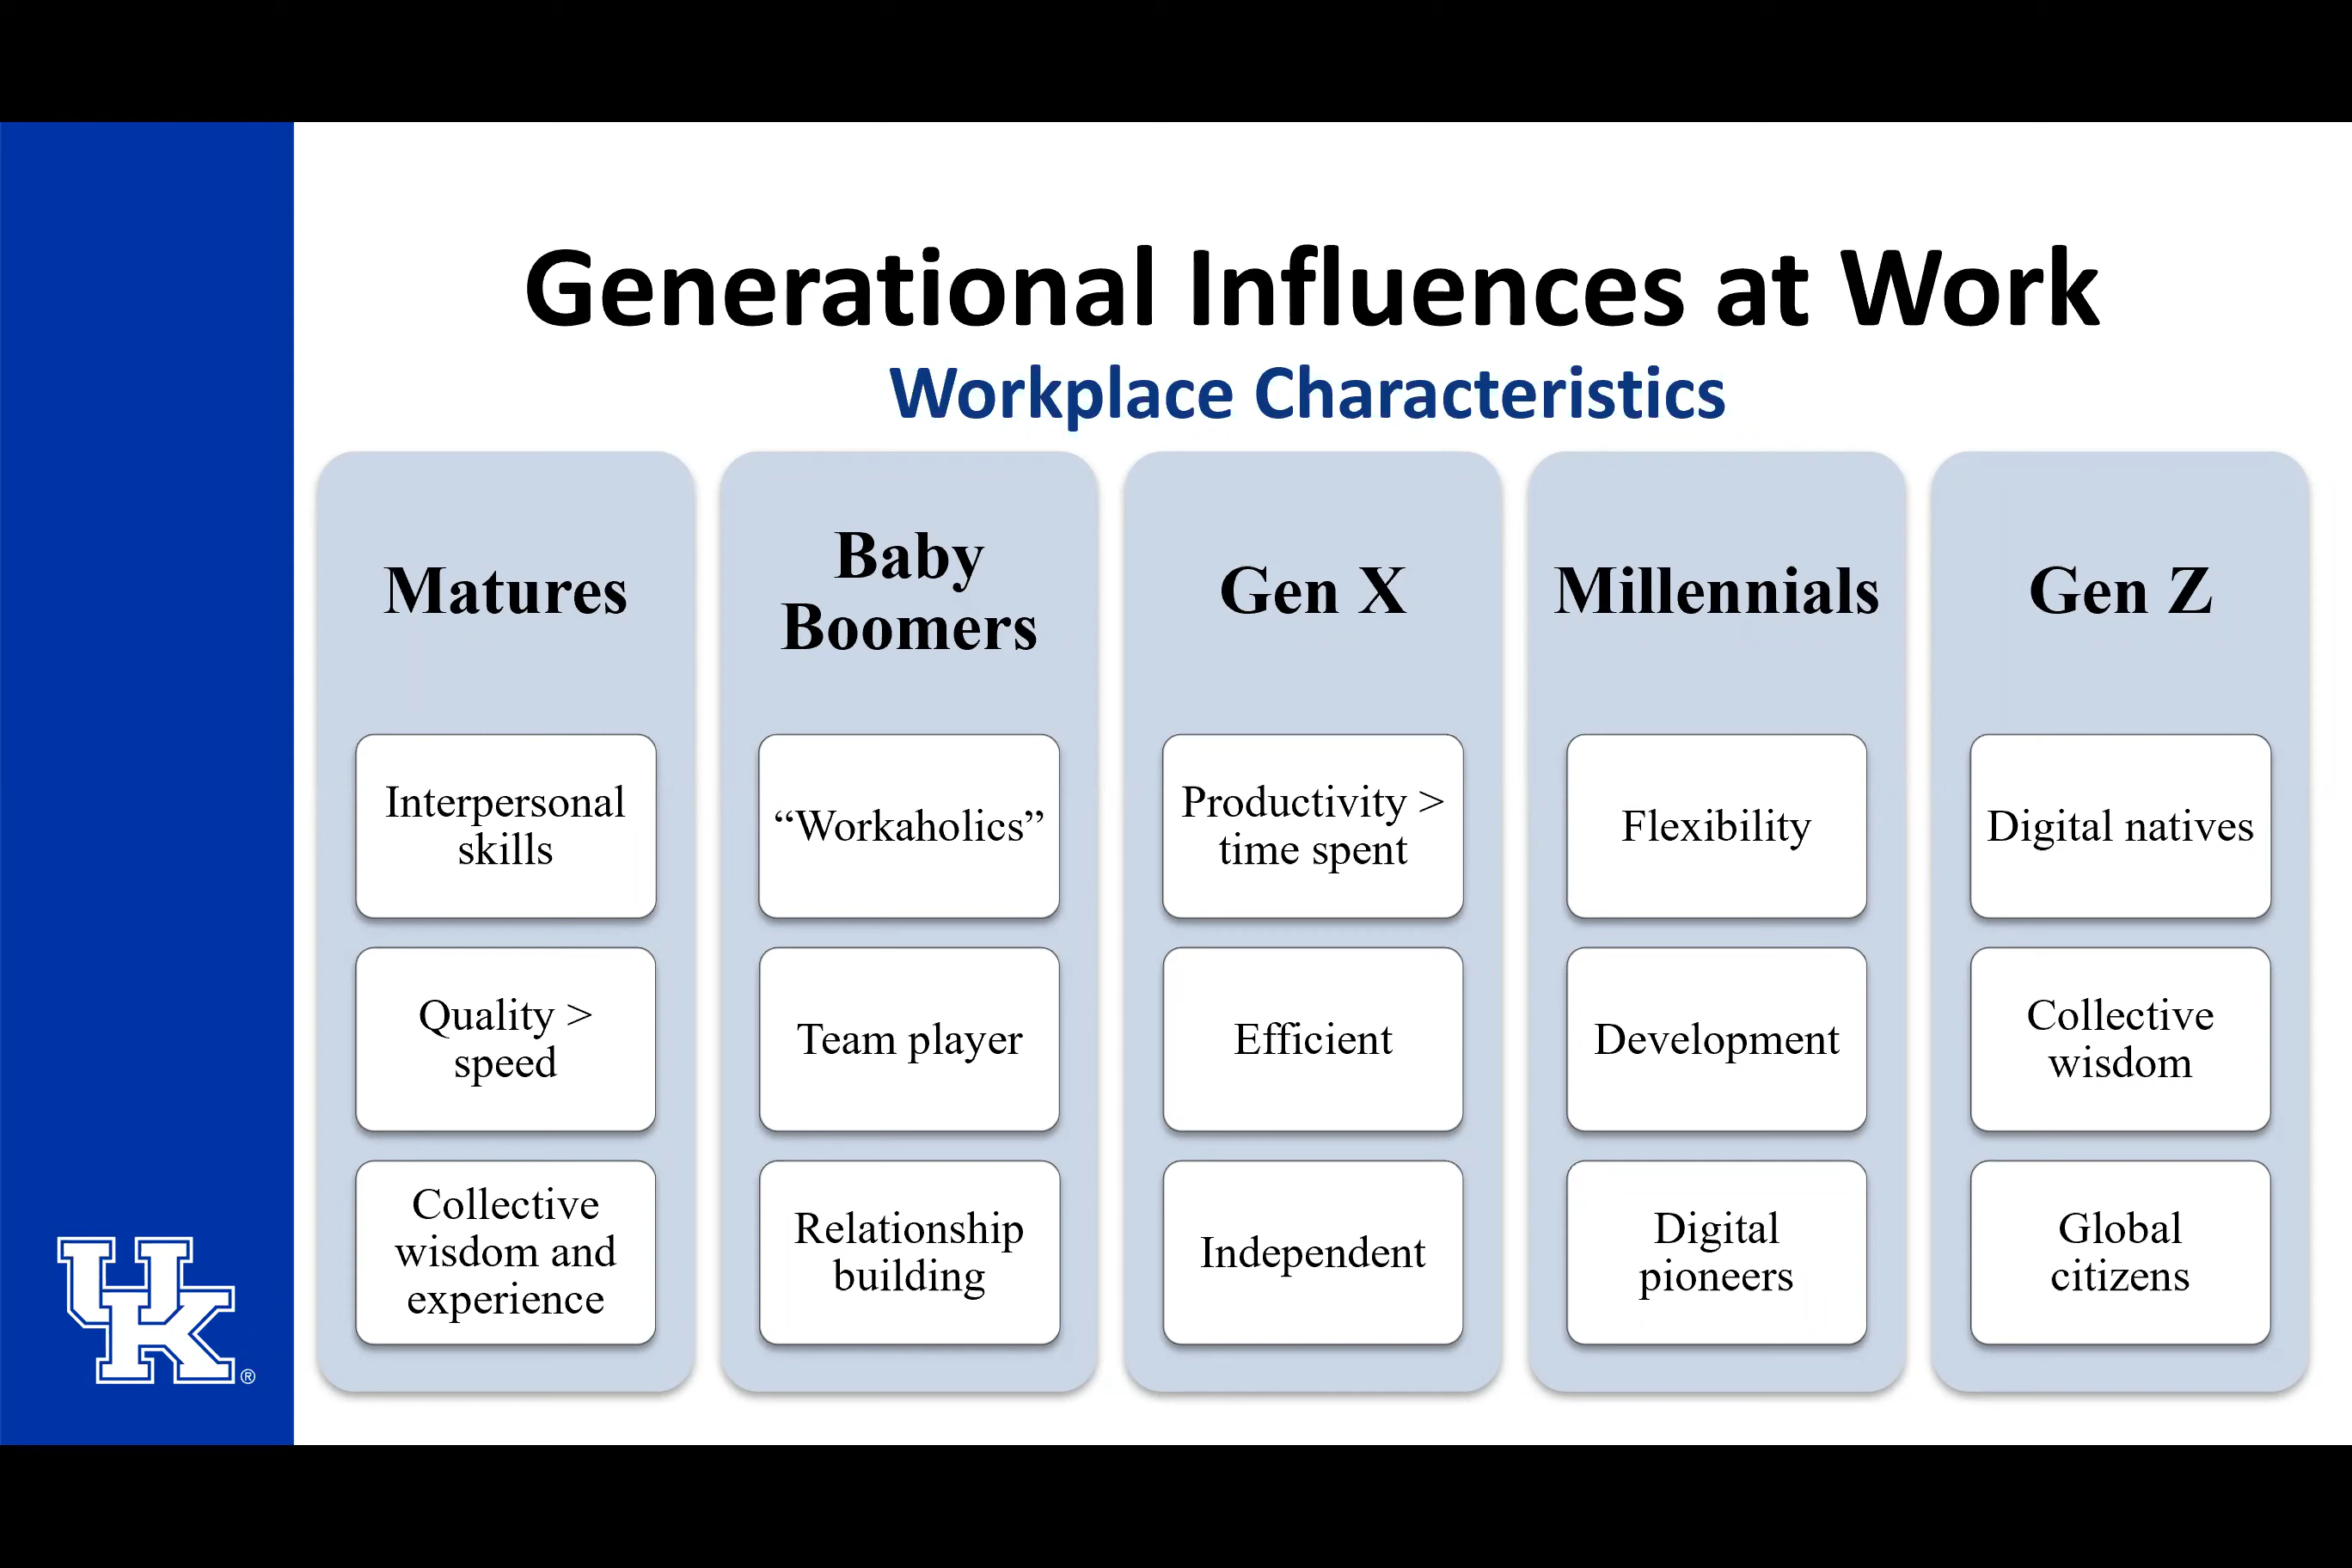 Generational Influences at Work
Workplace Characteristics
Matures
Interpersonal
skills
Quality >
speed
Collective
wisdom and
experience
Baby
Boomers
“Workaholics”
Team player
Relationship
building
Gen X
Productivity >
time spent
Efficient
Independent
Millennials
Flexibility
Development
Digital
pioneers
Gen Z
Digital natives
Collective
wisdom
Global
citizens
UK®